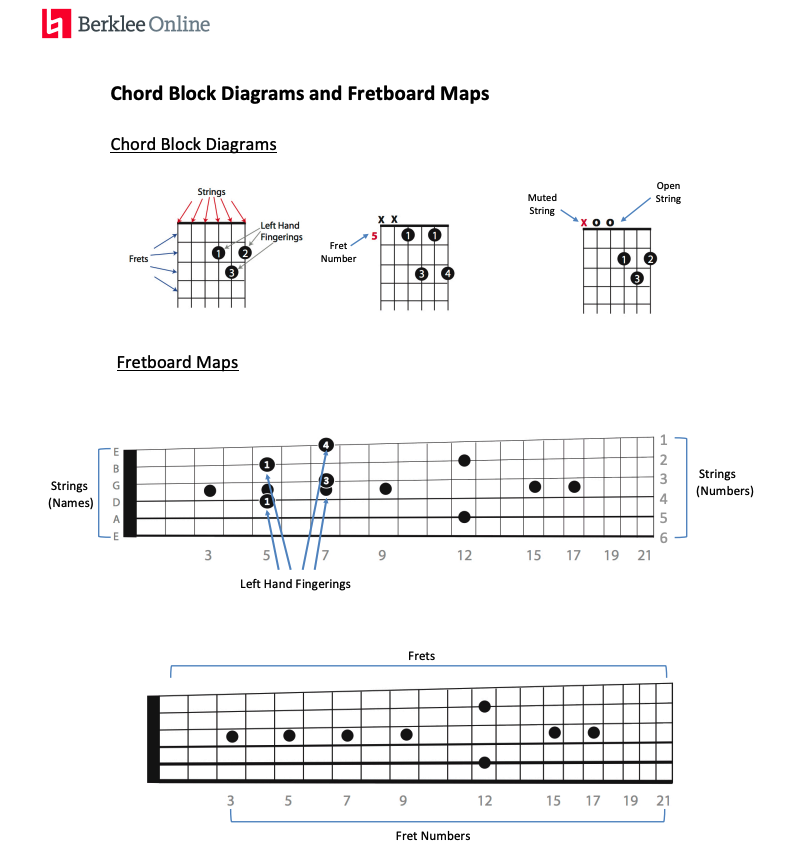 Berklee Online
Chord Block Diagrams and Fretboard Maps
Chord Block Diagrams
Strings
Left Hand
Fingerings
Frets
1 2
3
x x
5
Fret
Number
1 1
3 4
Muted
String
Open
String
x o o
1 2
3
Fretboard Maps
Strings
(Names)
E
B
G
D
A
E
4
1
3
1
1
2
3
4
5
6
Strings
(Numbers)
3 5 7 9 12 15 17 19 21
Left Hand Fingerings
Frets
3 5 7 9 12 15 17 19 21
Fret Numbers